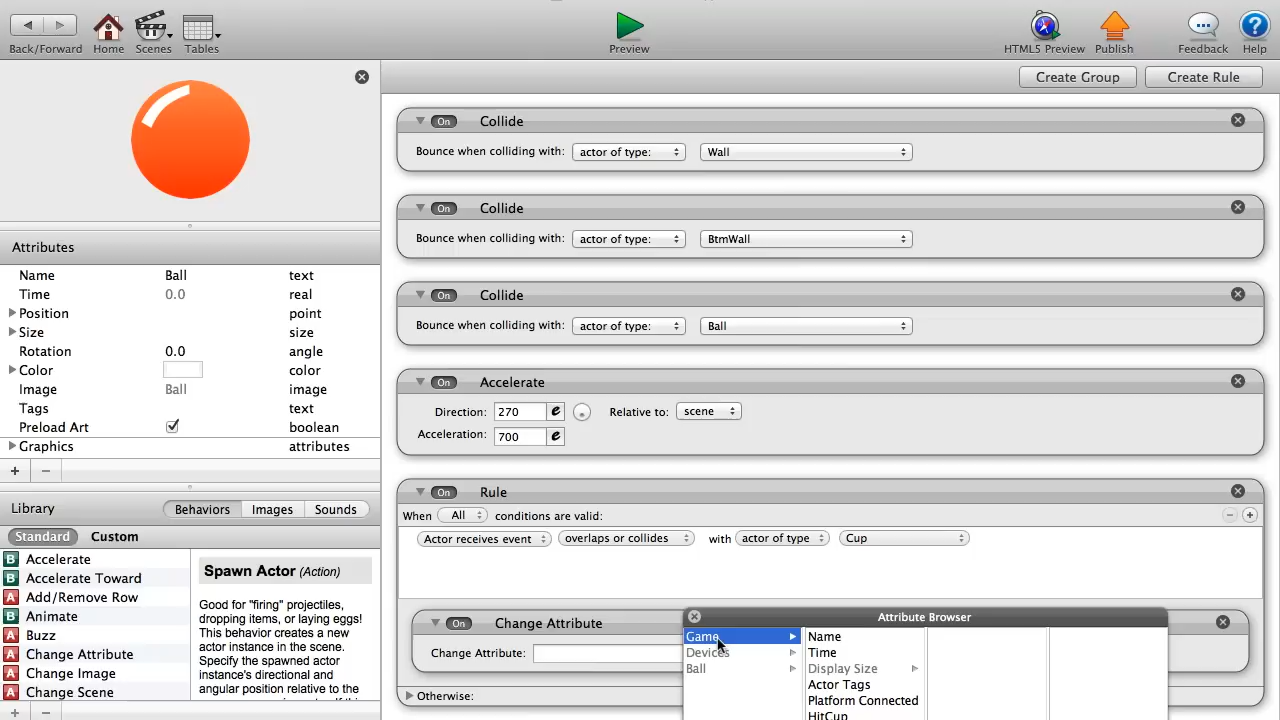 Back/Forward Home Scenes Tables Preview HTML5 Preview Publish Feedback Help
Create Group Create Rule
On Collide
Bounce when colliding with: actor of type: Wall
On Collide
Bounce when colliding with: actor of type: BtmWall
On Collide
Bounce when colliding with: actor of type: Ball
On Accelerate
Direction: 270 e Relative to: scene
Acceleration: 700 e
On Rule
When All conditions are valid:
Actor receives event overlaps or collides with actor of type Cup
On Change Attribute
Change Attribute:
Otherwise:
Attribute Browser
Game
Devices
Ball
Name
Time
Display Size
Actor Tags
Platform Connected
HitCup
Attributes
Name Ball text
Time 0.0 real
Position point
Size size
Rotation 0.0 angle
Color color
Image Ball image
Tags text
Preload Art boolean
Graphics attributes
Library Behaviors Images Sounds
Standard Custom
B Accelerate
B Accelerate Toward
A Add/Remove Row
B Animate
A Buzz
A Change Attribute
A Change Image
A Change Scene
Spawn Actor (Action)
Good for "firing" projectiles,
dropping items, or laying eggs!
This behavior creates a new
actor instance in the scene.
Specify the spawned actor
instance's directional and
angular position relative to the